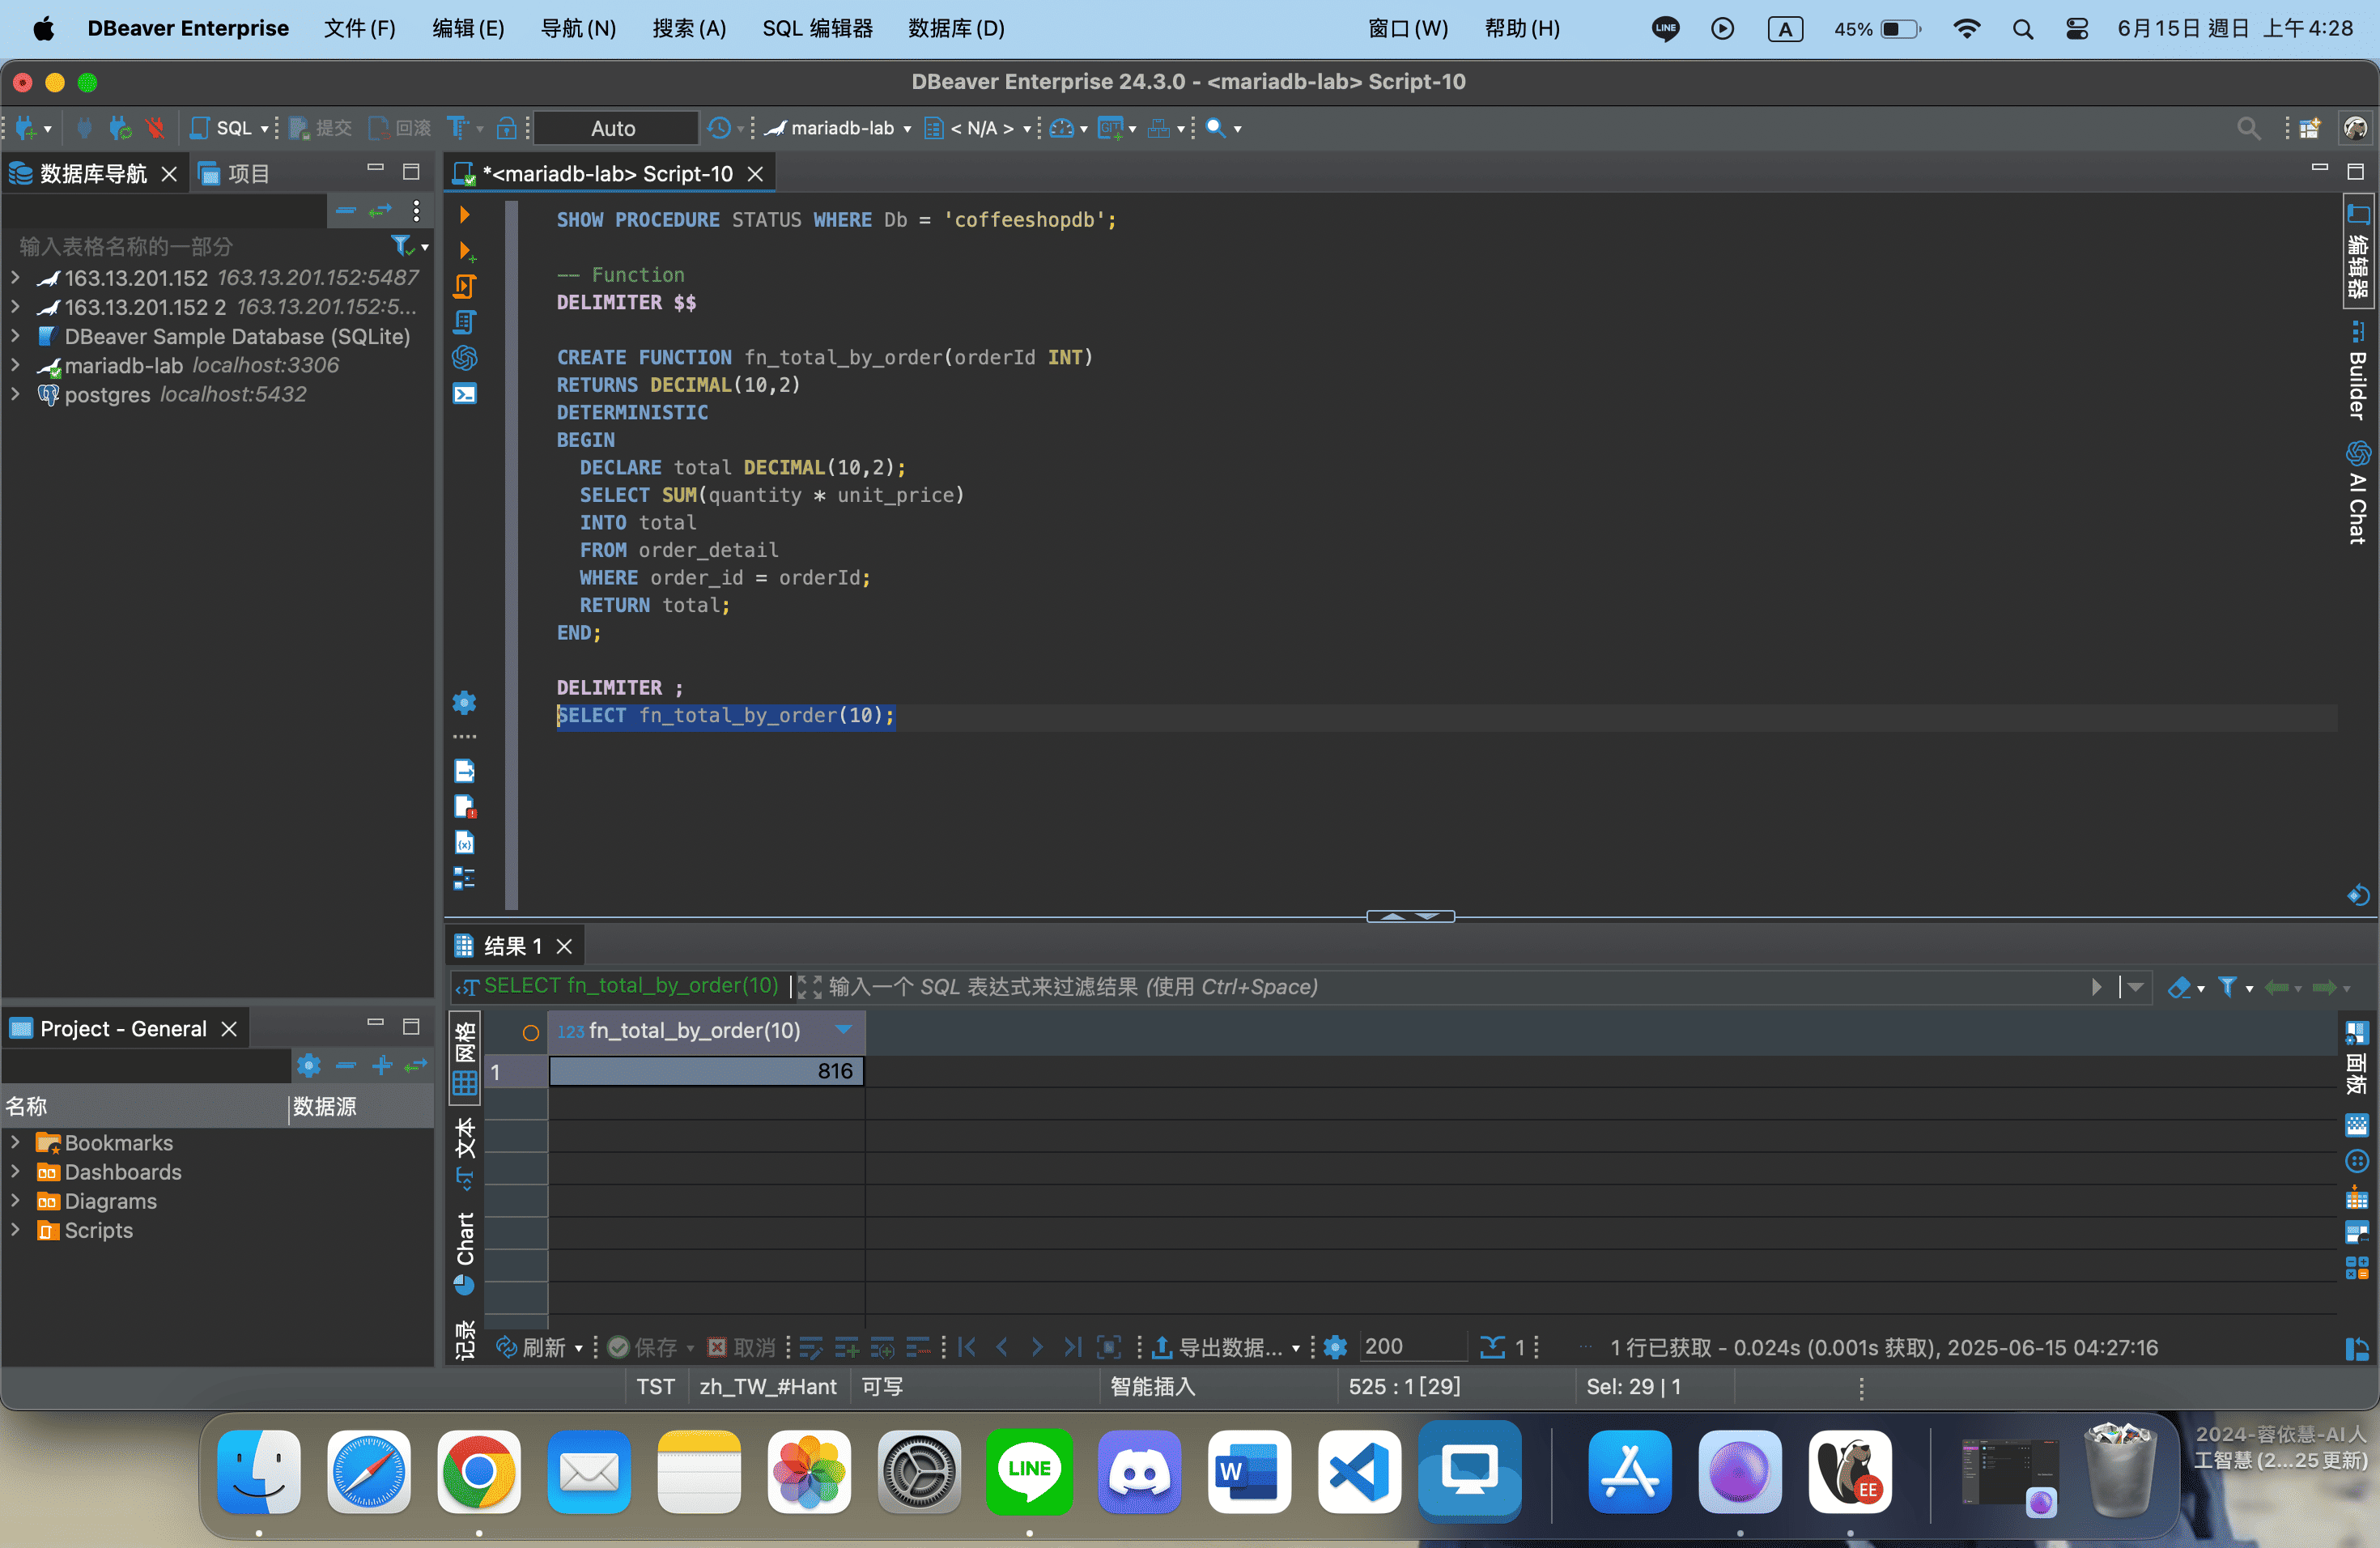 DBeaver Enterprise 文件(F) 编辑(E) 导航(N) 搜索(A) SQL 编辑器 数据库(D) 窗口(W) 帮助(H) LINE A 45% 6月15日 週日 上午4:28
DBeaver Enterprise 24.3.0 - <mariadb-lab> Script-10
SQL 提交 回滚 Auto mariadb-lab < N/A >
数据库导航 项目
输入表格名称的一部分
163.13.201.152 163.13.201.152:5487
163.13.201.152 2 163.13.201.152:5...
DBeaver Sample Database (SQLite)
mariadb-lab localhost:3306
postgres localhost:5432
*<mariadb-lab> Script-10
SHOW PROCEDURE STATUS WHERE Db = 'coffeeshopdb';
-- Function
DELIMITER $$
CREATE FUNCTION fn_total_by_order(orderId INT)
RETURNS DECIMAL(10,2)
DETERMINISTIC
BEGIN
DECLARE total DECIMAL(10,2);
SELECT SUM(quantity * unit_price)
INTO total
FROM order_detail
WHERE order_id = orderId;
RETURN total;
END;
DELIMITER ;
SELECT fn_total_by_order(10);
编辑器
Builder
AI Chat
结果 1
SELECT fn_total_by_order(10) 输入一个 SQL 表达式来过滤结果 (使用 Ctrl+Space)
网格
文本
Chart
记录
123 fn_total_by_order(10)
1 816
面板
刷新 保存 取消 导出数据... 200 1 1 行已获取 - 0.024s (0.001s 获取), 2025-06-15 04:27:16
Project - General
名称 数据源
Bookmarks
Dashboards
Diagrams
Scripts
TST zh_TW_#Hant 可写 智能插入 525 : 1 [29] Sel: 29 | 1
LINE
W
EE
2024-蓉依慧-AI人
工智慧 (2...25更新)